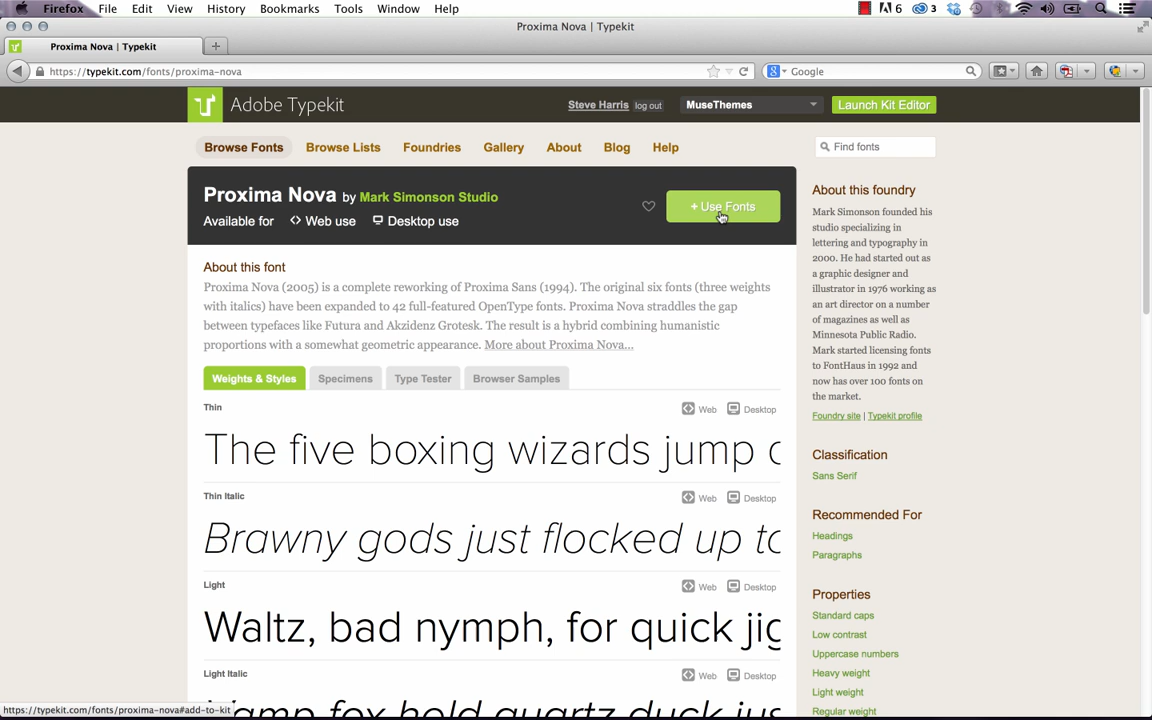 Firefox File Edit View History Bookmarks Tools Window Help 6 3
Proxima Nova | Typekit
Proxima Nova | Typekit
https://typekit.com/fonts/proxima-nova Google
Adobe Typekit Steve Harris log out MuseThemes Launch Kit Editor
Browse Fonts Browse Lists Foundries Gallery About Blog Help Find fonts
Proxima Nova by Mark Simonson Studio
Available for Web use Desktop use
+ Use Fonts
About this font
Proxima Nova (2005) is a complete reworking of Proxima Sans (1994). The original six fonts (three weights
with italics) have been expanded to 42 full-featured OpenType fonts. Proxima Nova straddles the gap
between typefaces like Futura and Akzidenz Grotesk. The result is a hybrid combining humanistic
proportions with a somewhat geometric appearance. More about Proxima Nova...
Weights & Styles Specimens Type Tester Browser Samples
Thin Web Desktop
The five boxing wizards jump
Thin Italic Web Desktop
Brawny gods just flocked up to
Light Web Desktop
Waltz, bad nymph, for quick jig
Light Italic Web Desktop
Vamp fox held quartz duck jus
About this foundry
Mark Simonson founded his
studio specializing in
lettering and typography in
2000. He had started out as
a graphic designer and
illustrator in 1976 working as
an art director on a number
of magazines as well as
Minnesota Public Radio.
Mark started licensing fonts
to FontHaus in 1992 and
now has over 100 fonts on
the market.
Foundry site | Typekit profile
Classification
Sans Serif
Recommended For
Headings
Paragraphs
Properties
Standard caps
Low contrast
Uppercase numbers
Heavy weight
Light weight
Regular weight
https://typekit.com/fonts/proxima-nova#add-to-kit